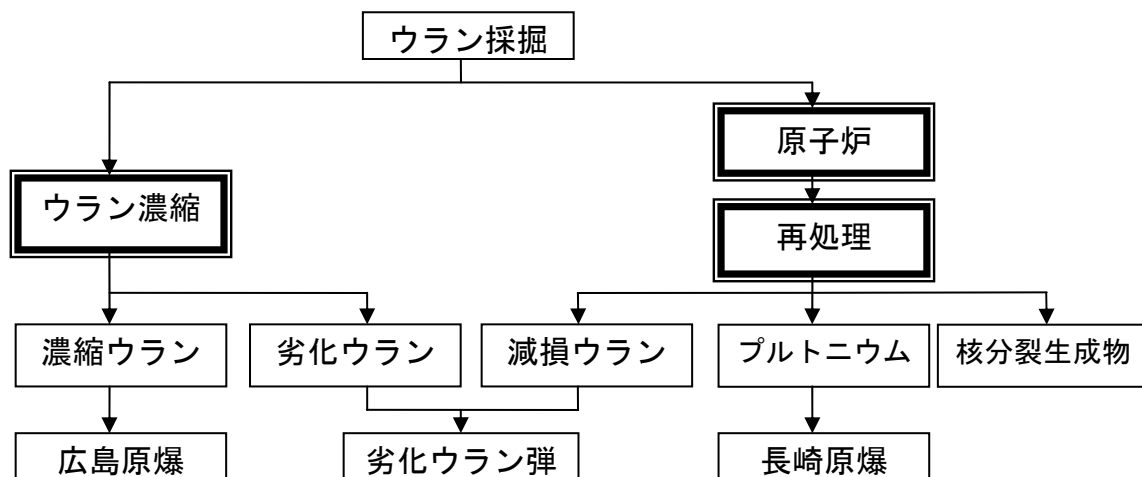 ウラン採掘
原子炉
ウラン濃縮
再処理
濃縮ウラン
劣化ウラン
減損ウラン
プルトニウム
核分裂生成物
広島原爆
劣化ウラン弾
長崎原爆